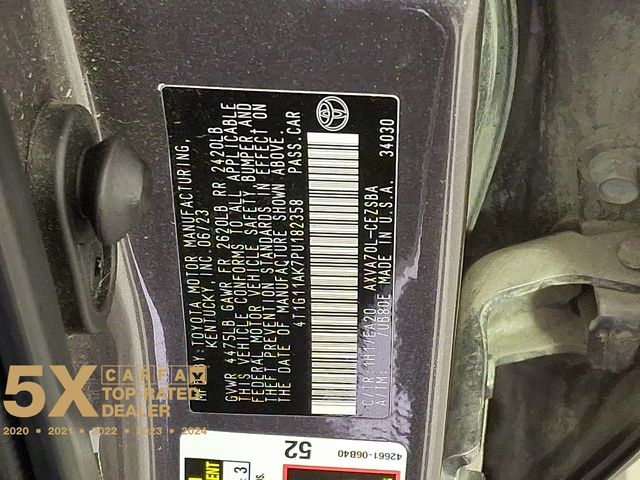 MFD. BY: TOYOTA MOTOR MANUFACTURING,
KENTUCKY, INC. 06/23
GVWR 4475LB GAWR FR 2620LB RR 2420LB
THIS VEHICLE CONFORMS TO ALL APPLICABLE
FEDERAL MOTOR VEHICLE SAFETY, BUMPER, AND
THEFT PREVENTION STANDARDS IN EFFECT ON
THE DATE OF MANUFACTURE SHOWN ABOVE.
4T1G11AK7PU182358 PASS.CAR
C/TR: 1H1/EA20 AXVA70L-CEZSBA
A/TM: /UB80E MADE IN U.S.A. 34030
52
42661-06B40
5X
CARFAX
TOP-RATED
DEALER
2020 • 2021 • 2022 • 2023 • 2024